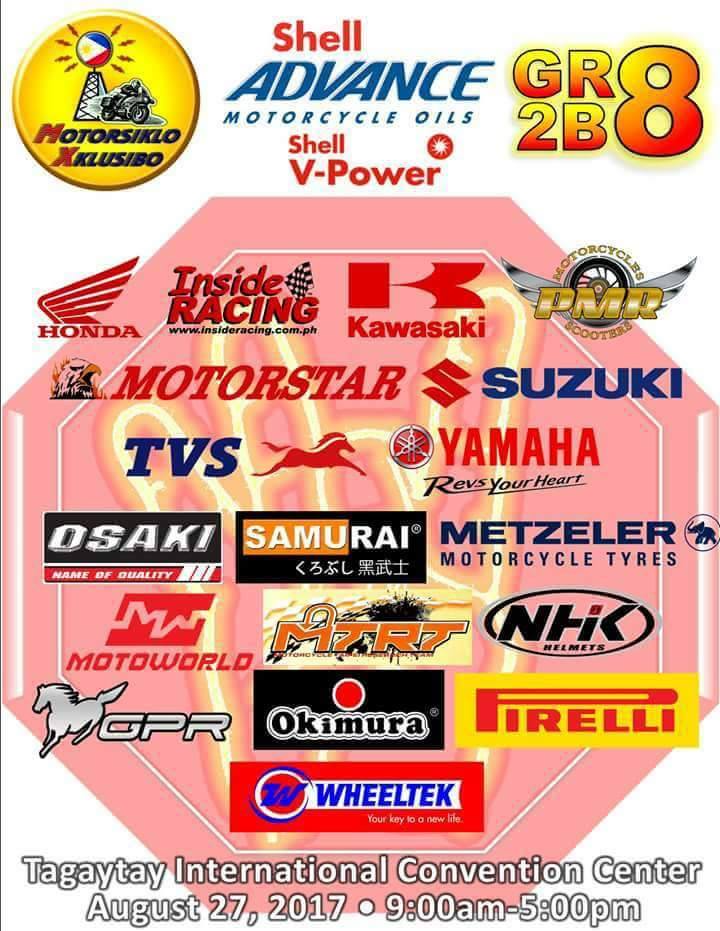 Shell
ADVANCE
MOTORCYCLE OILS
Shell
V-Power
GR8
2B
MOTORSIKLO
XKLUSIBO
HONDA
Inside
RACING
www.insideracing.com.ph
Kawasaki
MOTORCYCLES
PMR
SCOOTERS
MOTORSTAR
SUZUKI
TVS
YAMAHA
Revs Your Heart
OSAKI
NAME OF QUALITY
SAMURAI®
くろぶし 黑武士
METZELER
MOTORCYCLE TYRES
MW
MOTOWORLD
MTRT
NHK
HELMETS
GPR
Okimura®
PIRELLI
W WHEELTEK
Your key to a new life.
Tagaytay International Convention Center
August 27, 2017 • 9:00am-5:00pm